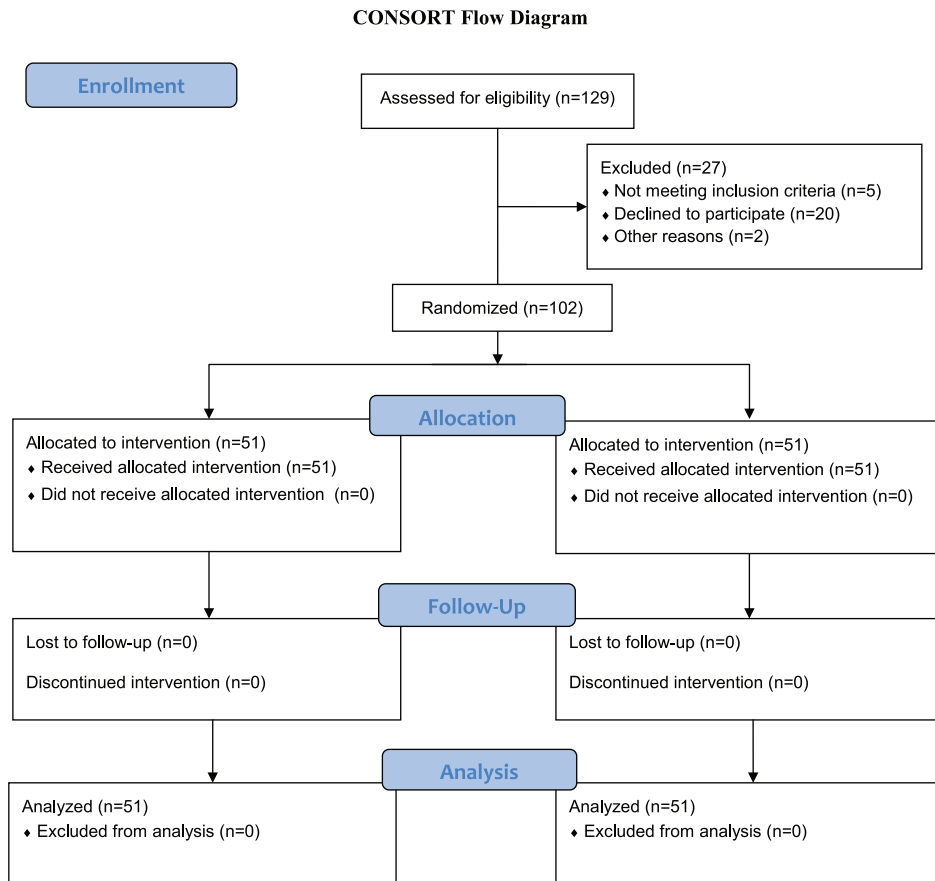 CONSORT Flow Diagram
Enrollment
Assessed for eligibility (n=129)
Excluded (n=27)
♦ Not meeting inclusion criteria (n=5)
♦ Declined to participate (n=20)
♦ Other reasons (n=2)
Randomized (n=102)
Allocation
Allocated to intervention (n=51)
♦ Received allocated intervention (n=51)
♦ Did not receive allocated intervention (n=0)
Allocated to intervention (n=51)
♦ Received allocated intervention (n=51)
♦ Did not receive allocated intervention (n=0)
Follow-Up
Lost to follow-up (n=0)
Discontinued intervention (n=0)
Lost to follow-up (n=0)
Discontinued intervention (n=0)
Analysis
Analyzed (n=51)
♦ Excluded from analysis (n=0)
Analyzed (n=51)
♦ Excluded from analysis (n=0)